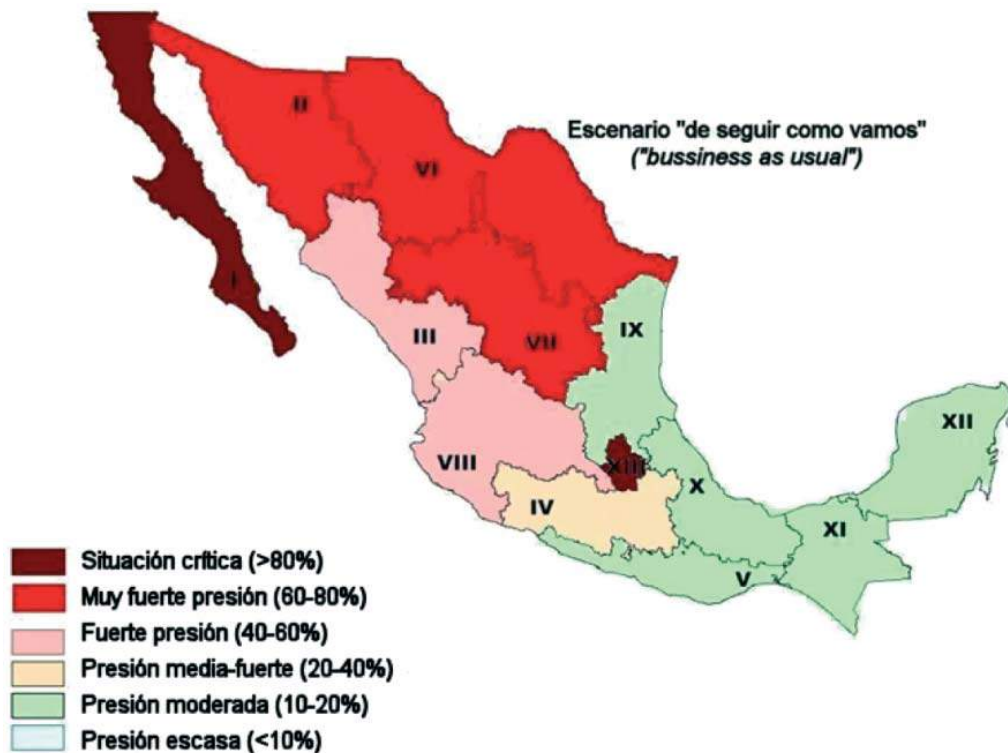 II
VI
Escenario "de seguir como vamos"
("bussiness as usual")
I
III
VII
IX
XII
VIII
XIII
IV
X
XI
V
Situación crítica (>80%)
Muy fuerte presión (60-80%)
Fuerte presión (40-60%)
Presión media-fuerte (20-40%)
Presión moderada (10-20%)
Presión escasa (<10%)